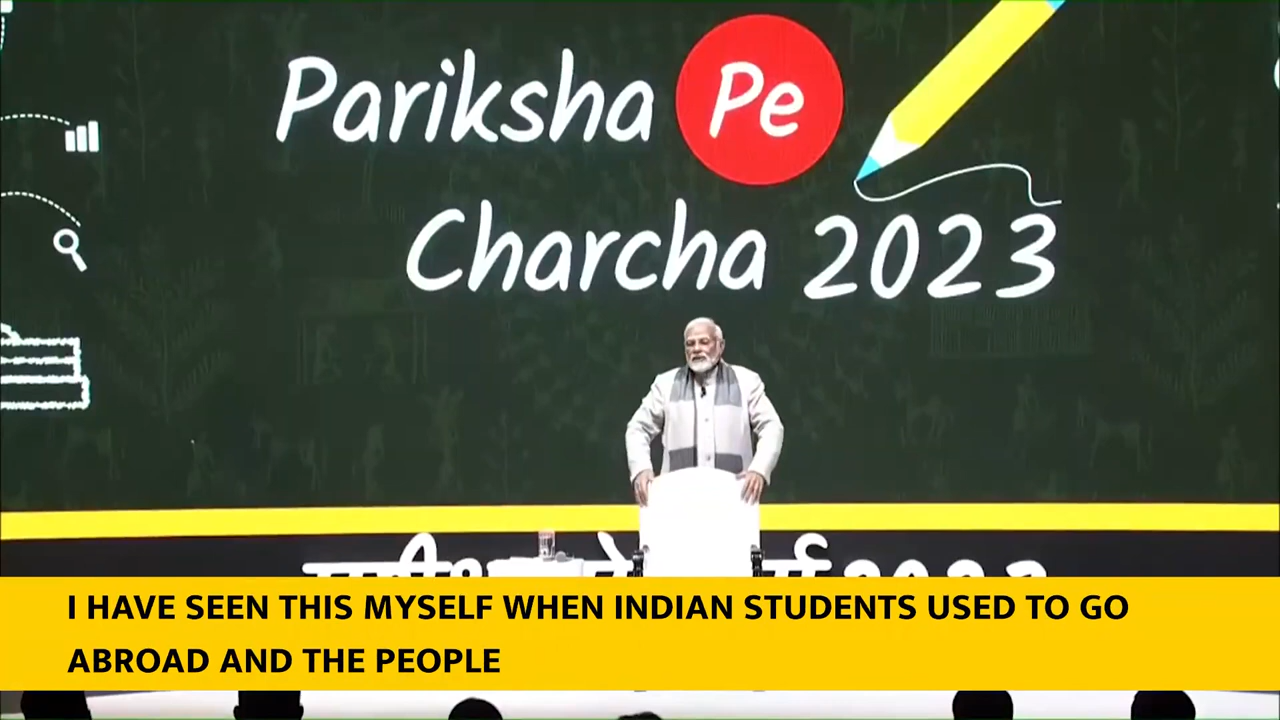 Pariksha Pe
Charcha 2023
I HAVE SEEN THIS MYSELF WHEN INDIAN STUDENTS USED TO GO
ABROAD AND THE PEOPLE